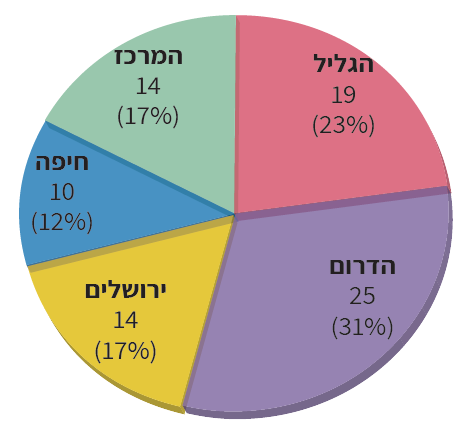 המרכז
14
(17%)
הגליל
19
(23%)
חיפה
10
(12%)
הדרום
25
(31%)
ירושלים
14
(17%)